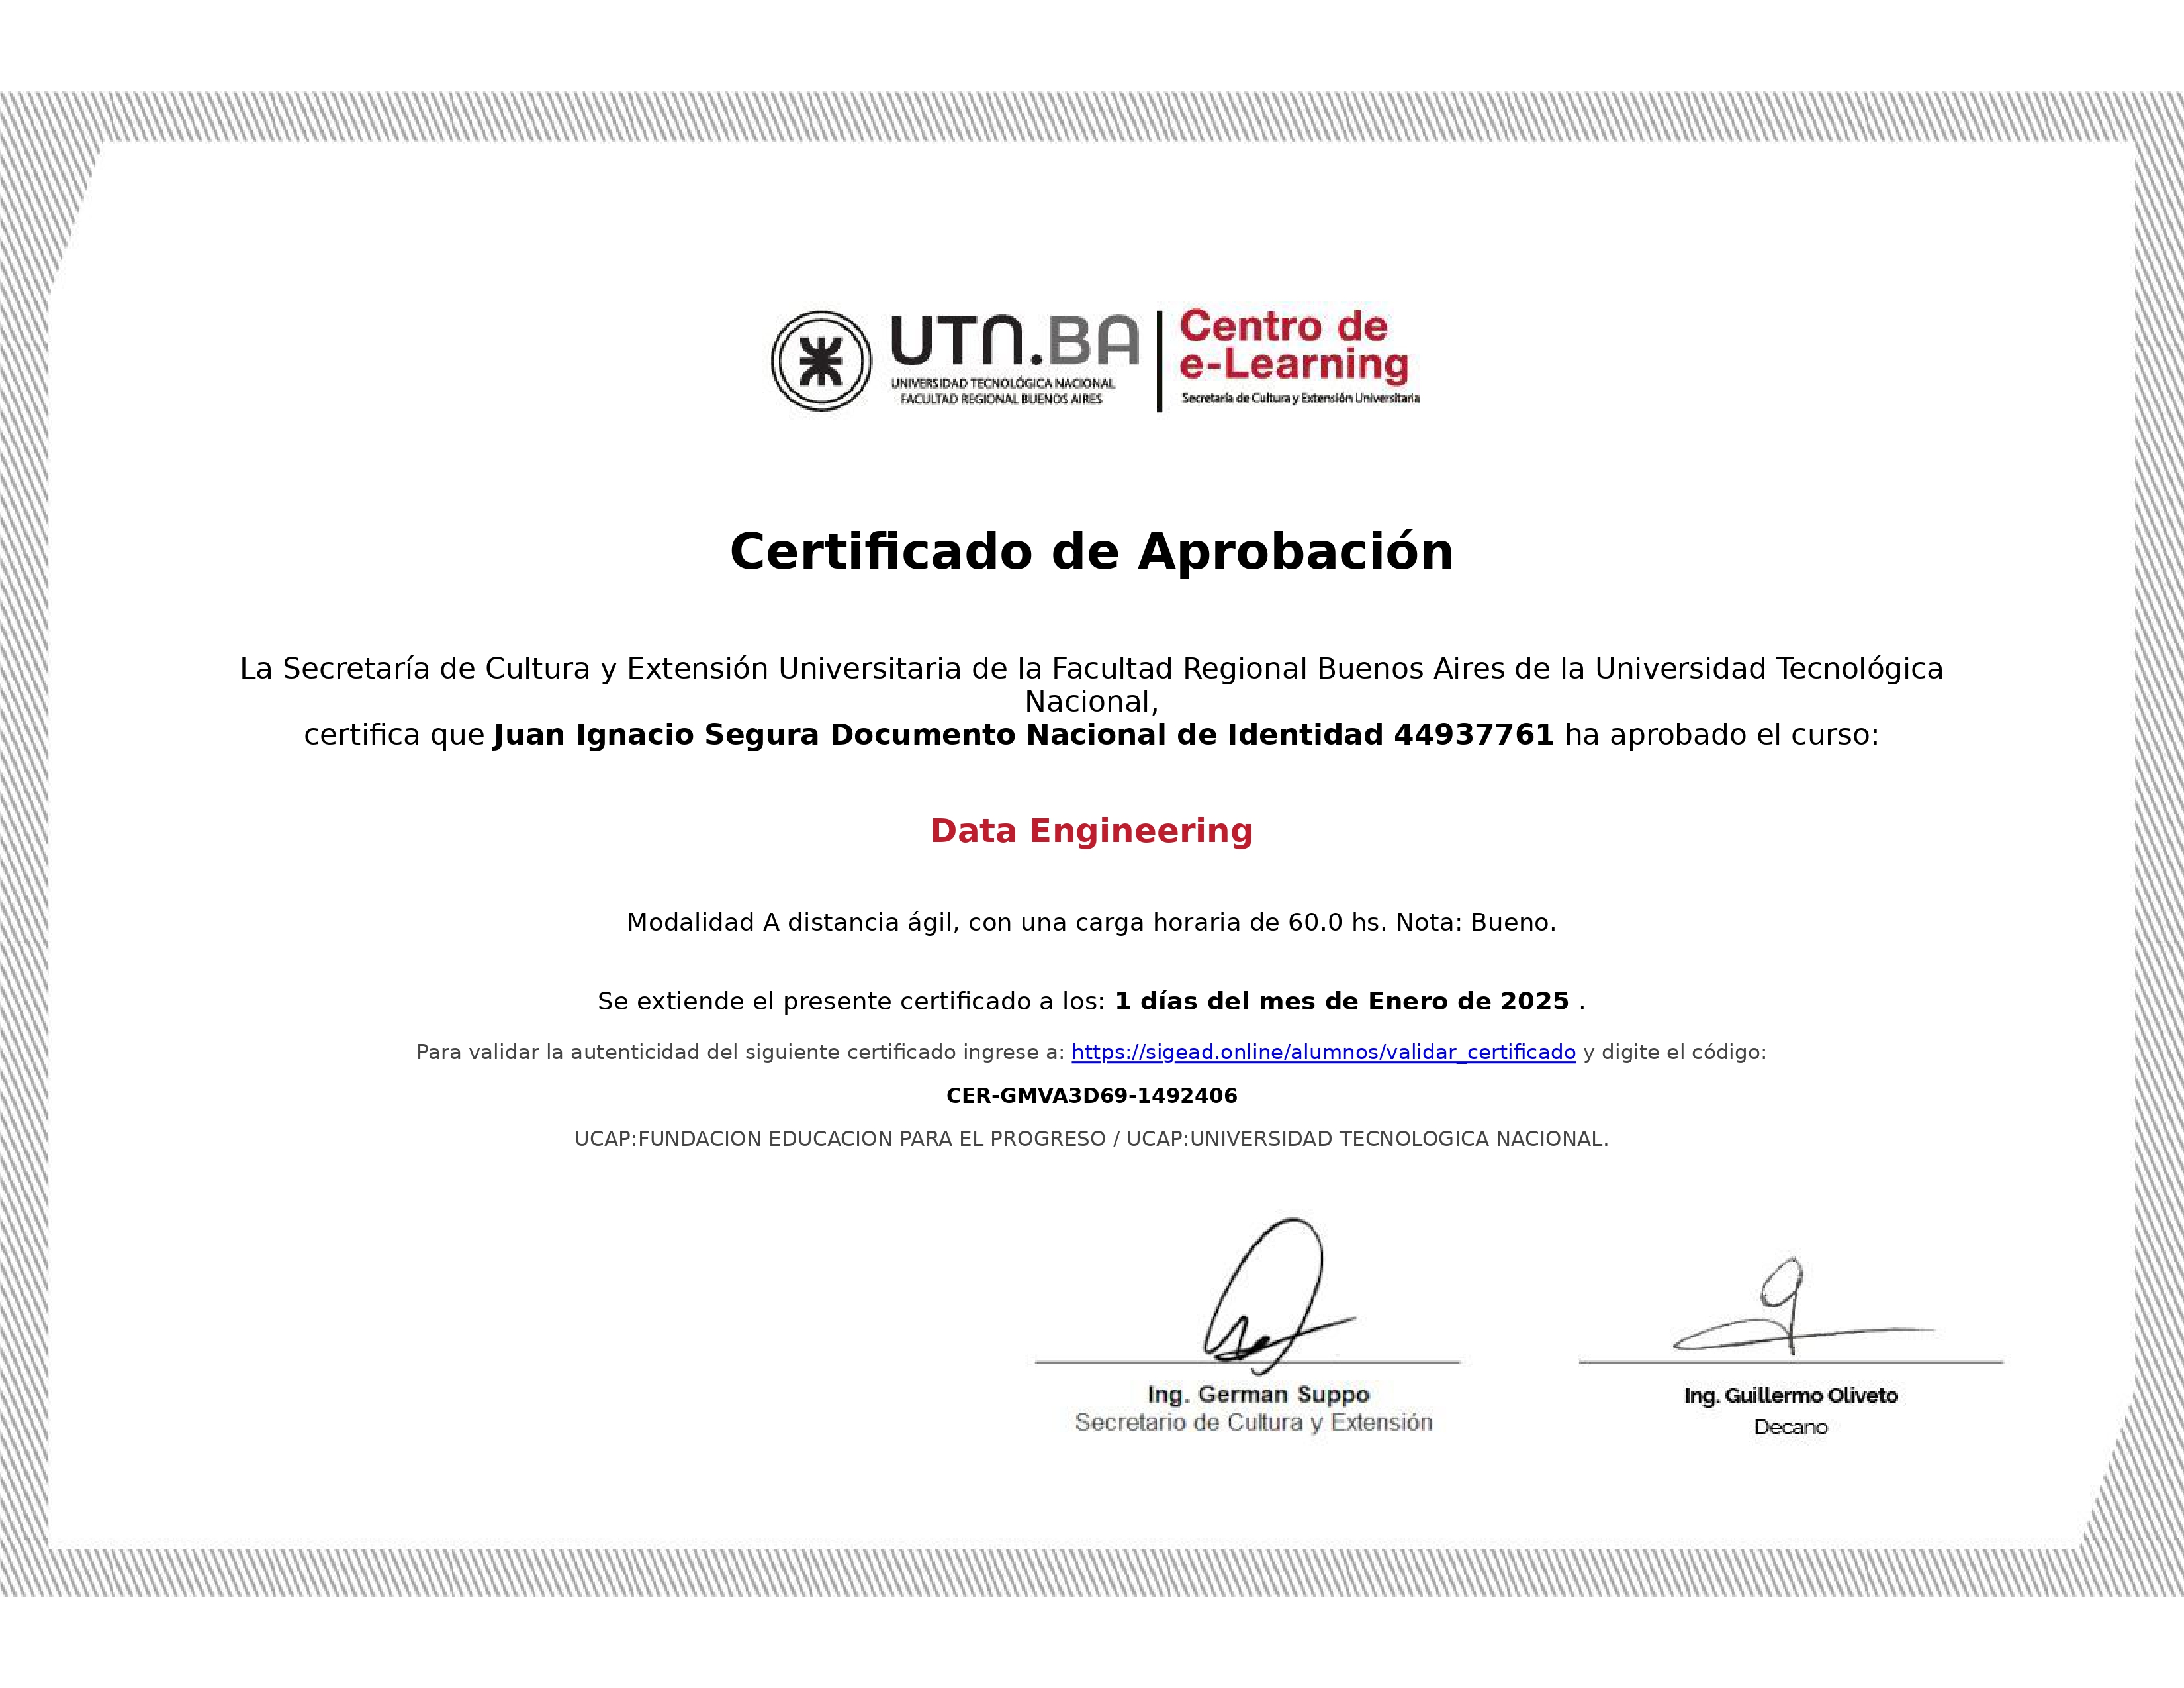 UTN.BA
UNIVERSIDAD TECNOLÓGICA NACIONAL
FACULTAD REGIONAL BUENOS AIRES
Centro de
e-Learning
Secretaría de Cultura y Extensión Universitaria
Certificado de Aprobación
La Secretaría de Cultura y Extensión Universitaria de la Facultad Regional Buenos Aires de la Universidad Tecnológica
Nacional,
certifica que Juan Ignacio Segura Documento Nacional de Identidad 44937761 ha aprobado el curso:
Data Engineering
Modalidad A distancia ágil, con una carga horaria de 60.0 hs. Nota: Bueno.
Se extiende el presente certificado a los: 1 días del mes de Enero de 2025 .
Para validar la autenticidad del siguiente certificado ingrese a: https://sigead.online/alumnos/validar_certificado y digite el código:
CER-GMVA3D69-1492406
UCAP:FUNDACION EDUCACION PARA EL PROGRESO / UCAP:UNIVERSIDAD TECNOLOGICA NACIONAL.
Ing. German Suppo
Secretario de Cultura y Extensión
Ing. Guillermo Oliveto
Decano